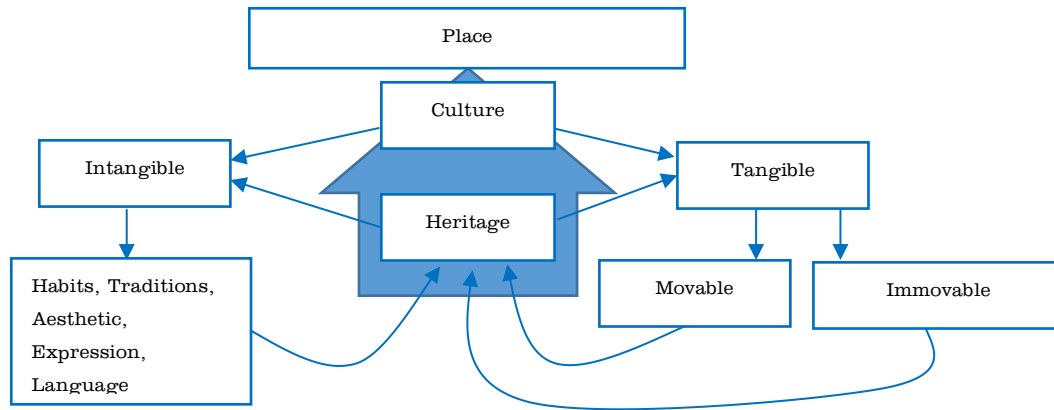 Place
Culture
Intangible
Tangible
Heritage
Habits, Traditions,
Aesthetic,
Expression,
Language
Movable
Immovable